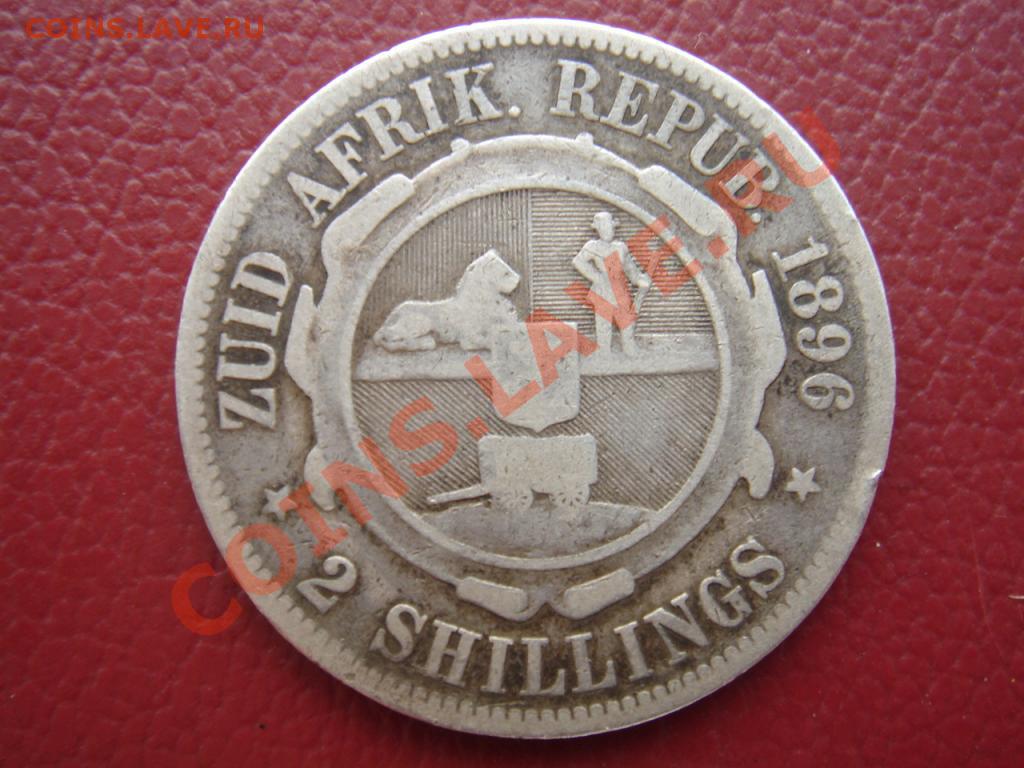 COINS.LAVE.RU
ZUID AFRIK. REPUB. 1896
2 SHILLINGS
COINS.LAVE.RU